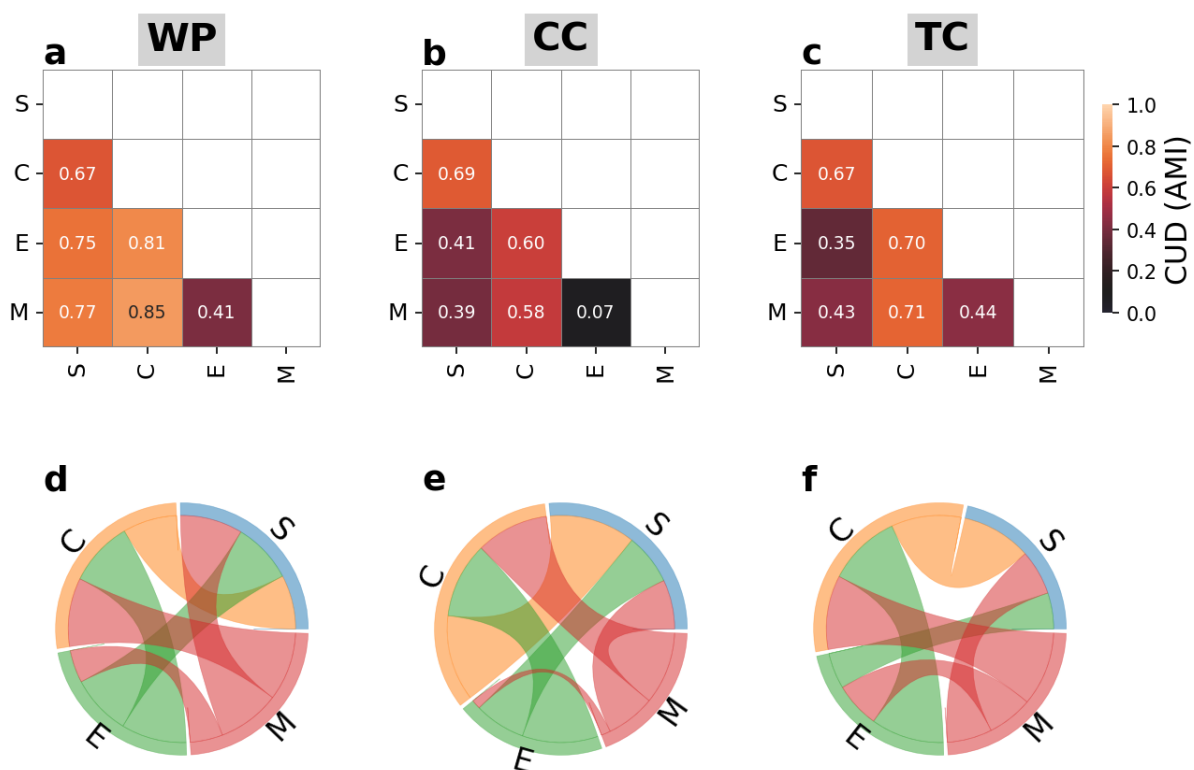 a WP b CC c TC
S
C 0.67 0.69 C 0.67
E 0.75 0.81 0.41 0.60 E 0.35 0.70
M 0.77 0.85 0.41 0.39 0.58 0.07 M 0.43 0.71 0.44
S C E M S C E M S C E M
1.0
0.8
0.6
0.4
0.2
0.0
CUD (AMI)
d e f
C S C S C S
E M E M E M